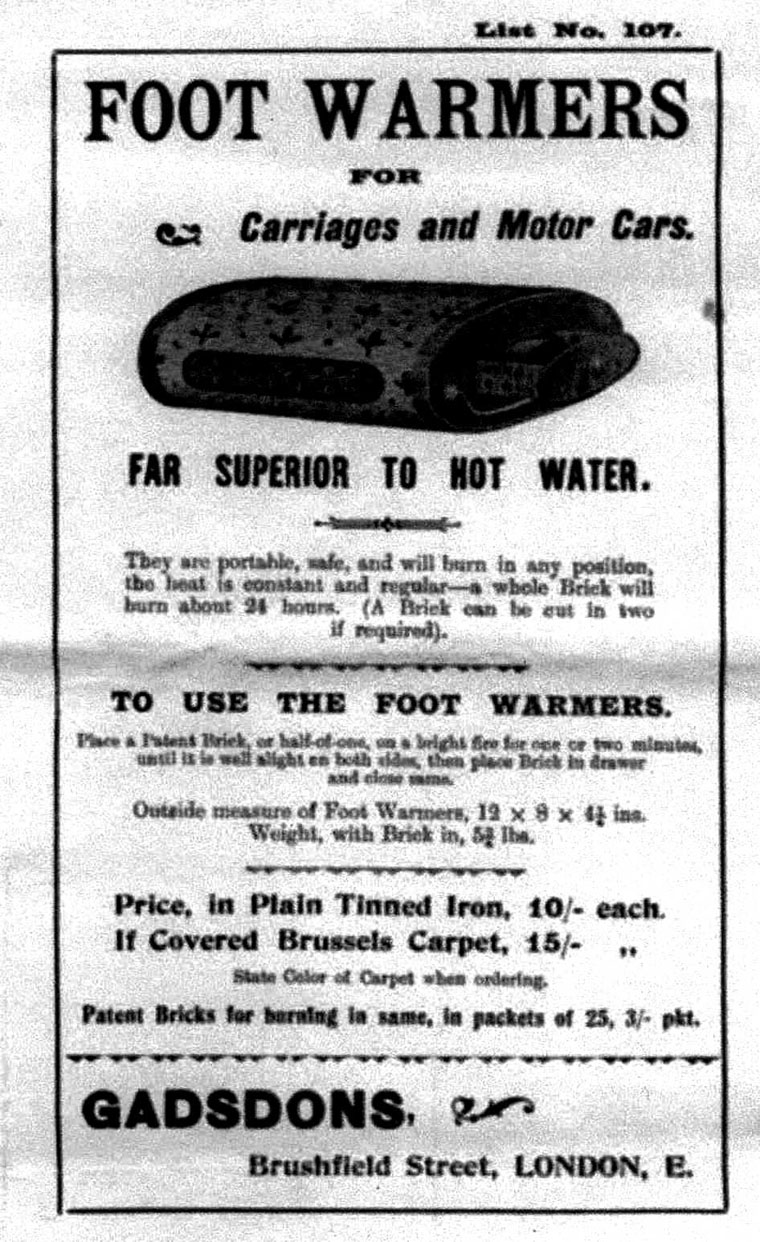 List No. 107.
FOOT WARMERS
FOR
Carriages and Motor Cars.
FAR SUPERIOR TO HOT WATER.
They are portable, safe, and will burn in any position,
the heat is constant and regular—a whole Brick will
burn about 24 hours. (A Brick can be cut in two
if required).
TO USE THE FOOT WARMERS.
Place a Patent Brick, or half-of-one, on a bright fire for one or two minutes,
until it is well alight on both sides, then place Brick in drawer
and close same.
Outside measure of Foot Warmers, 12 × 8 × 4½ ins.
Weight, with Brick in, 5¾ lbs.
Price, in Plain Tinned Iron, 10/- each.
If Covered Brussels Carpet, 15/- „
State Color of Carpet when ordering.
Patent Bricks for burning in same, in packets of 25, 3/- pkt.
GADSDONS,
Brushfield Street, LONDON, E.